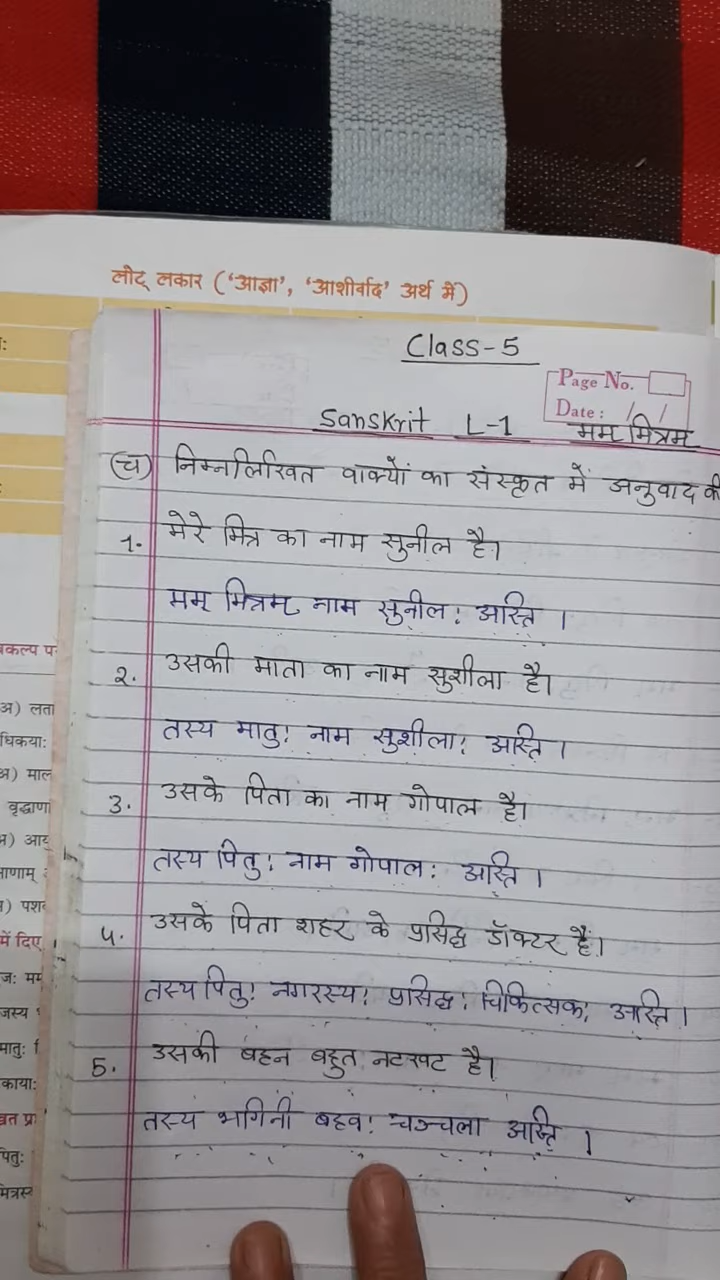 लोट् लकार ('आज्ञा', 'आशीर्वाद' अर्थ में)
Class-5
Page No.
Date : / /
Sanskrit L-1 मम् मित्रम
(च) निम्नलिखित वाक्यों का संस्कृत में अनुवाद की
1. मेरे मित्र का नाम सुनील है।
मम् मित्रम् नाम सुनील: अस्ति ।
2. उसकी माता का नाम सुशीला है।
तस्य मातु: नाम सुशीला: अस्ति ।
3. उसके पिता का नाम गोपाल है।
तस्य पितु: नाम गोपाल: अस्ति ।
4. उसके पिता शहर के प्रसिद्ध डॉक्टर हैं।
तस्य पितु: नगरस्य: प्रसिद्ध: चिकित्सक: अस्ति ।
5. उसकी बहन बहुत नटखट है।
तस्य भगिनी बहव: चञ्चला अस्ति ।
अ) लता
धिकया:
वृद्धाणा
में दिए
मातु:
काया:
पितु: